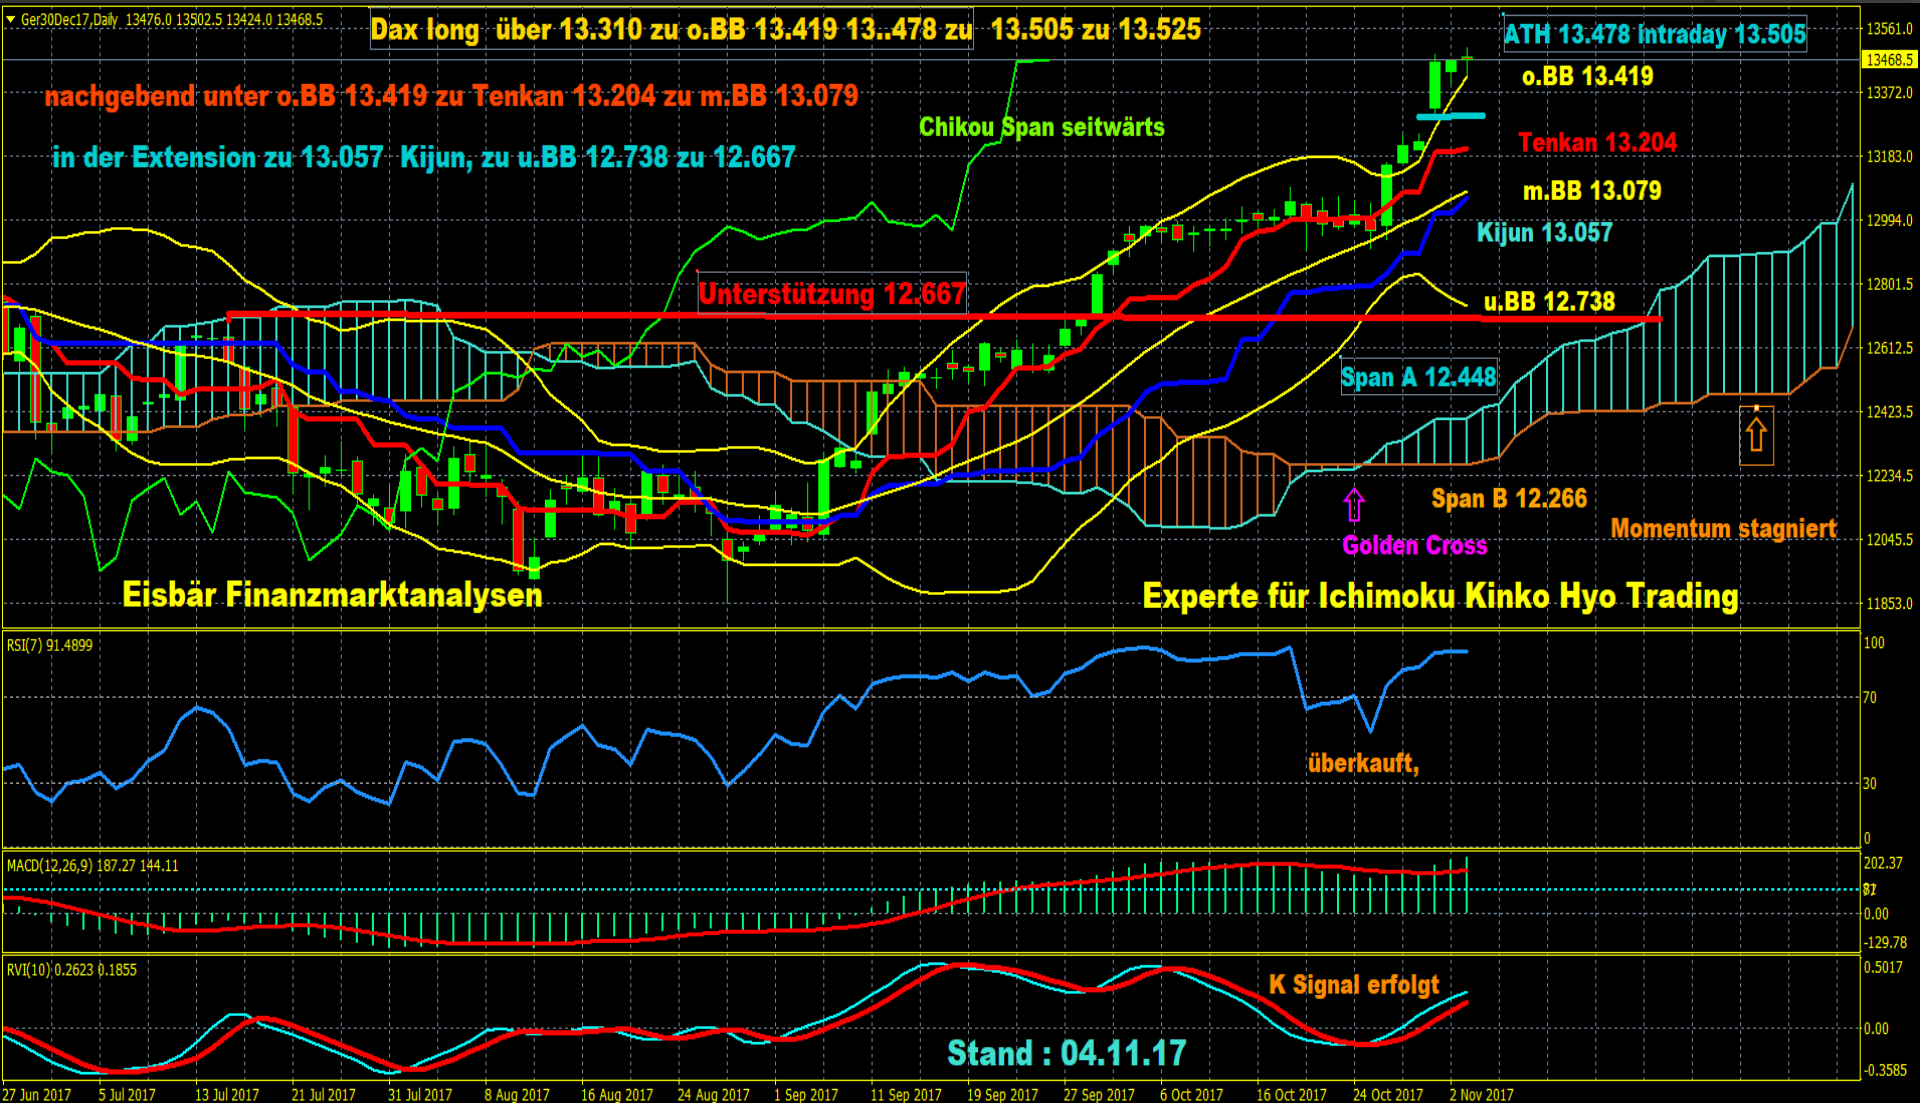 Ger30Dec17,Daily 13476.0 13502.5 13424.0 13468.5
Dax long über 13.310 zu o.BB 13.419 13..478 zu 13.505 zu 13.525
ATH 13.478 intraday 13.505
o.BB 13.419
nachgebend unter o.BB 13.419 zu Tenkan 13.204 zu m.BB 13.079
Chikou Span seitwärts
Tenkan 13.204
in der Extension zu 13.057 Kijun, zu u.BB 12.738 zu 12.667
m.BB 13.079
Kijun 13.057
Unterstützung 12.667
u.BB 12.738
Span A 12.448
Span B 12.266
Momentum stagniert
Golden Cross
Eisbär Finanzmarktanalysen
Experte für Ichimoku Kinko Hyo Trading
13561.0
13468.5
13372.0
13183.0
12994.0
12801.5
12612.5
12423.5
12234.5
12045.5
11853.0
RSI(7) 91.4899
überkauft,
100
70
30
0
MACD(12,26,9) 187.27 144.11
202.37
0.00
-129.78
RVI(10) 0.2623 0.1855
K Signal erfolgt
Stand : 04.11.17
0.5017
0.00
-0.3585
27 Jun 2017 5 Jul 2017 13 Jul 2017 21 Jul 2017 31 Jul 2017 8 Aug 2017 16 Aug 2017 24 Aug 2017 1 Sep 2017 11 Sep 2017 19 Sep 2017 27 Sep 2017 6 Oct 2017 16 Oct 2017 24 Oct 2017 2 Nov 2017